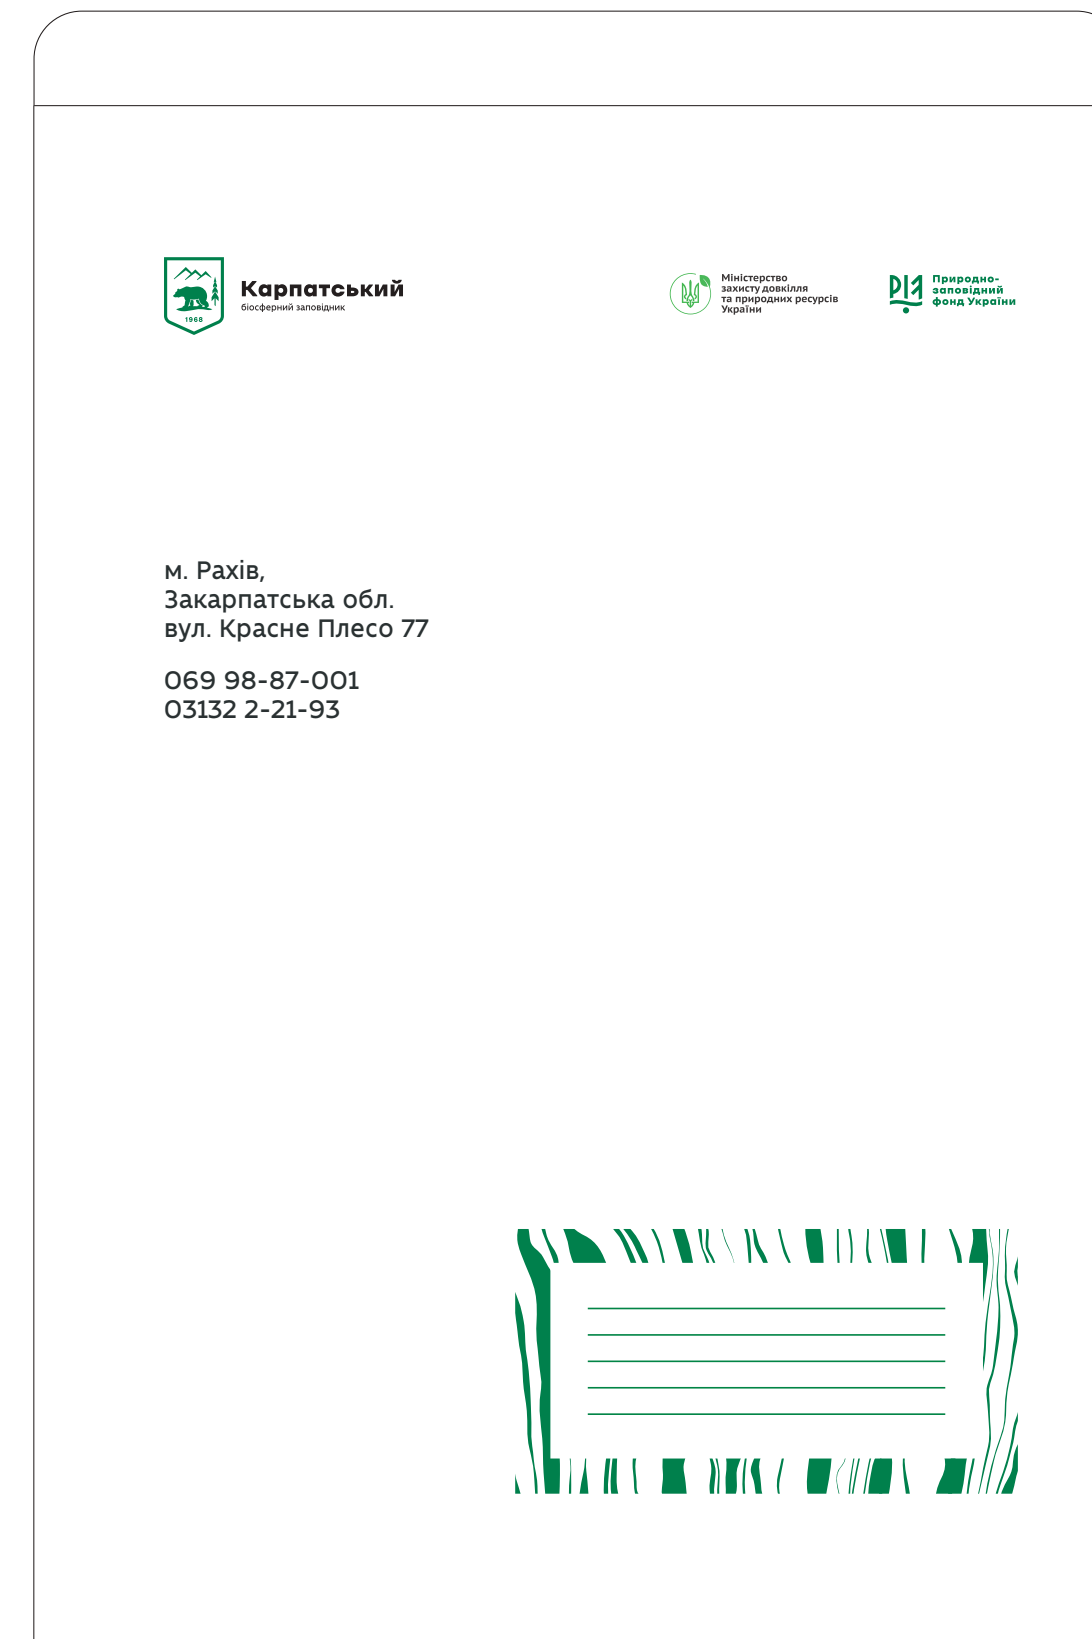 Карпатський
біосферний заповідник
1968
Міністерство
захисту довкілля
та природних ресурсів
України
Природно-
заповідний
фонд України
м. Рахів,
Закарпатська обл.
вул. Красне Плесо 77
069 98-87-001
03132 2-21-93